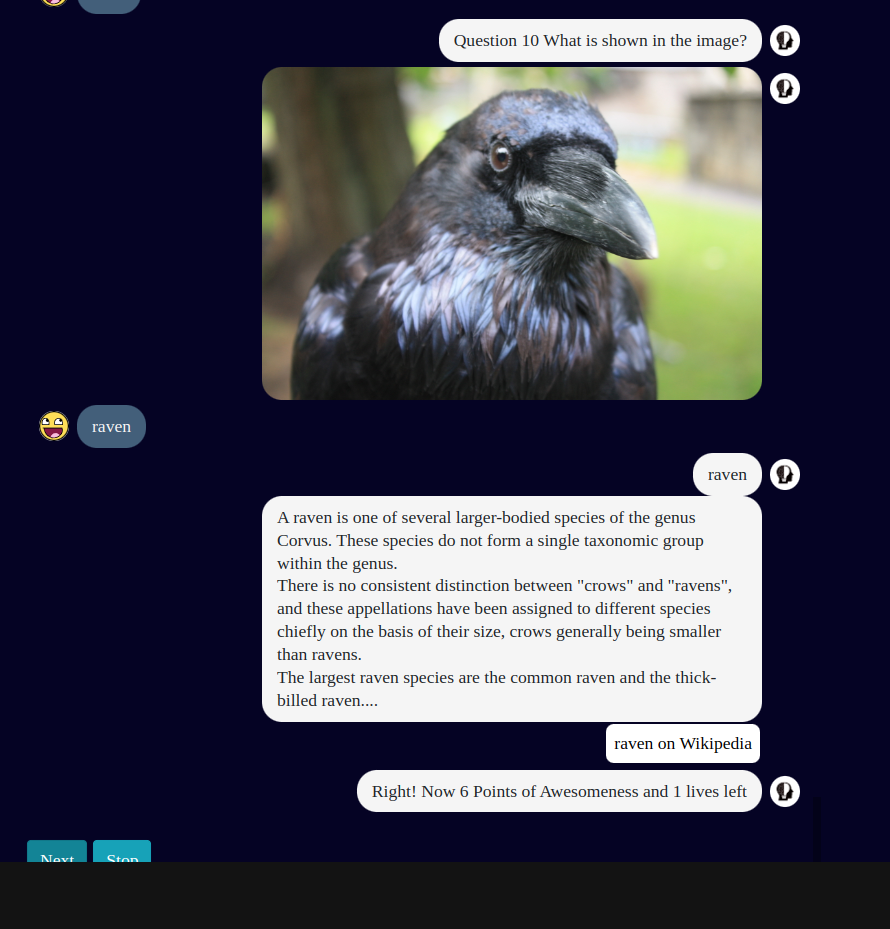 Question 10 What is shown in the image?
raven
raven
A raven is one of several larger-bodied species of the genus
Corvus. These species do not form a single taxonomic group
within the genus.
There is no consistent distinction between "crows" and "ravens",
and these appellations have been assigned to different species
chiefly on the basis of their size, crows generally being smaller
than ravens.
The largest raven species are the common raven and the thick-
billed raven....
raven on Wikipedia
Right! Now 6 Points of Awesomeness and 1 lives left
Next Stop